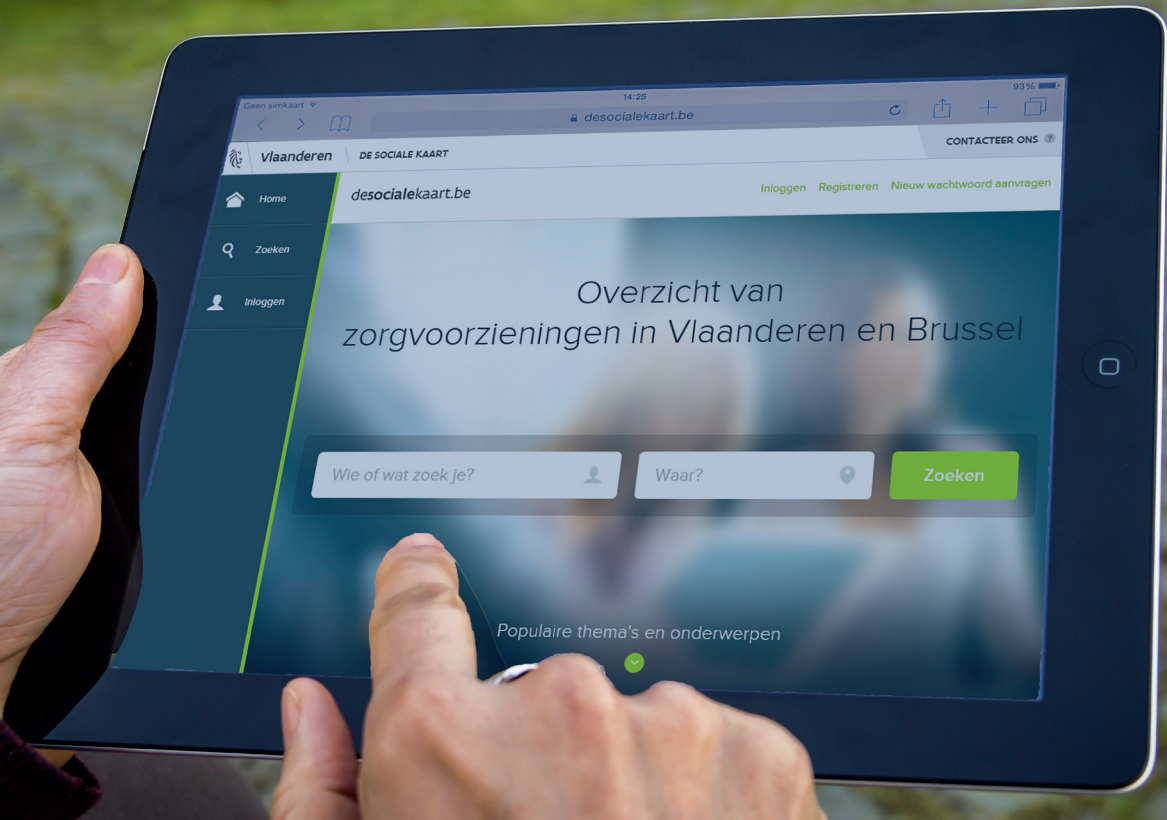 Geen simkaart
14:25
93%
desocialekaart.be
Vlaanderen
DE SOCIALE KAART
CONTACTEER ONS ?
Home
Zoeken
Inloggen
desocialekaart.be
Inloggen Registreren Nieuw wachtwoord aanvragen
Overzicht van
zorgvoorzieningen in Vlaanderen en Brussel
Wie of wat zoek je?
Waar?
Zoeken
Populaire thema's en onderwerpen